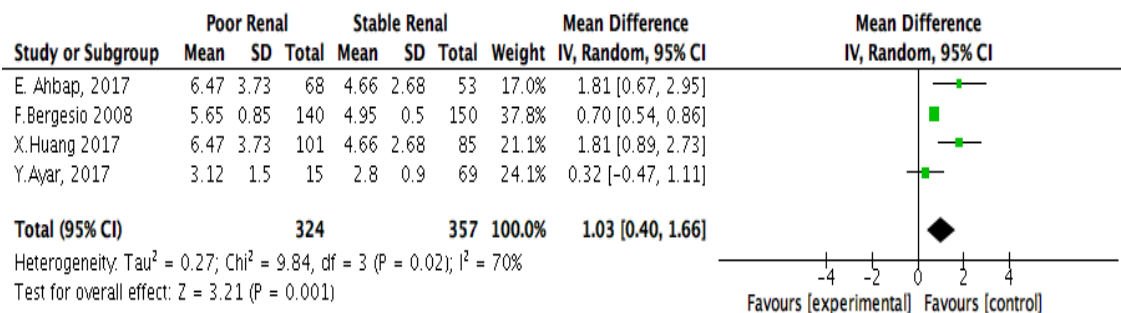 Poor Renal Stable Renal Mean Difference Mean Difference
Study or Subgroup Mean SD Total Mean SD Total Weight IV, Random, 95% CI IV, Random, 95% CI
E. Ahbap, 2017 6.47 3.73 68 4.66 2.68 53 17.0% 1.81 [0.67, 2.95]
F.Bergesio 2008 5.65 0.85 140 4.95 0.5 150 37.8% 0.70 [0.54, 0.86]
X.Huang 2017 6.47 3.73 101 4.66 2.68 85 21.1% 1.81 [0.89, 2.73]
Y.Ayar, 2017 3.12 1.5 15 2.8 0.9 69 24.1% 0.32 [-0.47, 1.11]
Total (95% CI) 324 357 100.0% 1.03 [0.40, 1.66]
Heterogeneity: Tau² = 0.27; Chi² = 9.84, df = 3 (P = 0.02); I² = 70%
Test for overall effect: Z = 3.21 (P = 0.001)
-4 -2 0 2 4
Favours [experimental] Favours [control]